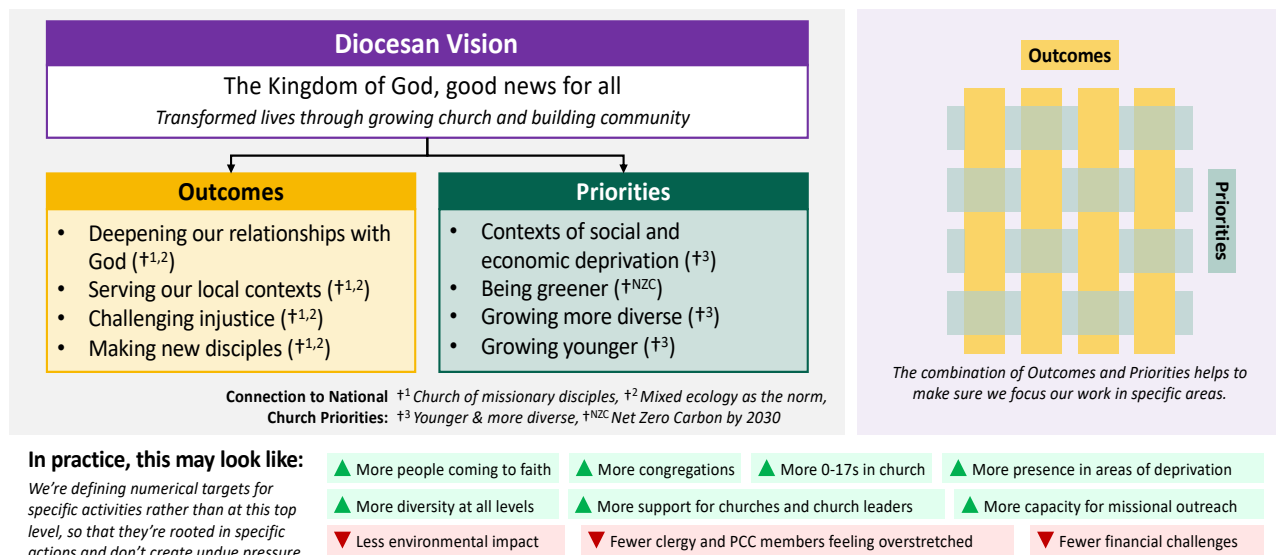 Diocesan Vision
The Kingdom of God, good news for all
Transformed lives through growing church and building community
Outcomes
• Deepening our relationships with
God (†1,2)
• Serving our local contexts (†1,2)
• Challenging injustice (†1,2)
• Making new disciples (†1,2)
Priorities
• Contexts of social and
economic deprivation (†3)
• Being greener (†NZC)
• Growing more diverse (†3)
• Growing younger (†3)
Connection to National †1 Church of missionary disciples, †2 Mixed ecology as the norm,
Church Priorities: †3 Younger & more diverse, †NZC Net Zero Carbon by 2030
Outcomes
Priorities
The combination of Outcomes and Priorities helps to
make sure we focus our work in specific areas.
In practice, this may look like:
We're defining numerical targets for
specific activities rather than at this top
level, so that they're rooted in specific
actions and don't create undue pressure
▲ More people coming to faith
▲ More congregations
▲ More 0-17s in church
▲ More presence in areas of deprivation
▲ More diversity at all levels
▲ More support for churches and church leaders
▲ More capacity for missional outreach
▼ Less environmental impact
▼ Fewer clergy and PCC members feeling overstretched
▼ Fewer financial challenges